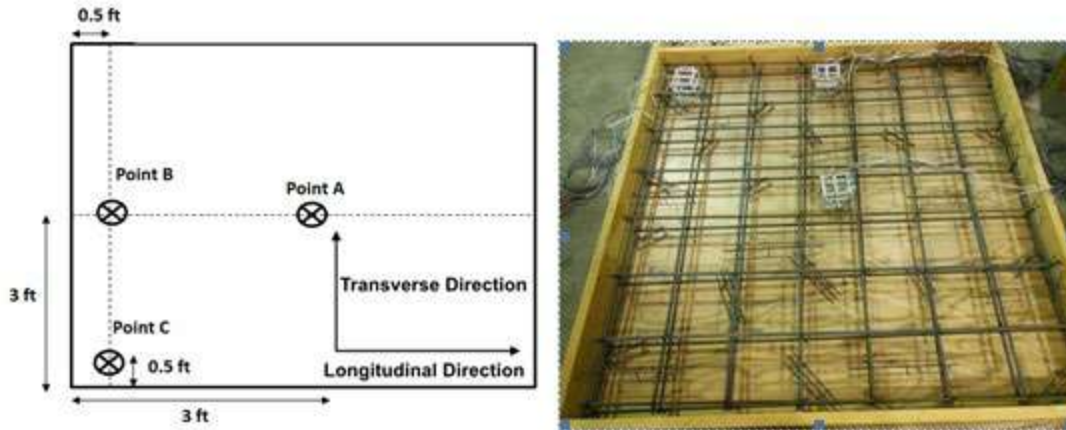 0.5 ft
Point B
Point A
3 ft
Transverse Direction
Point C
0.5 ft
Longitudinal Direction
3 ft